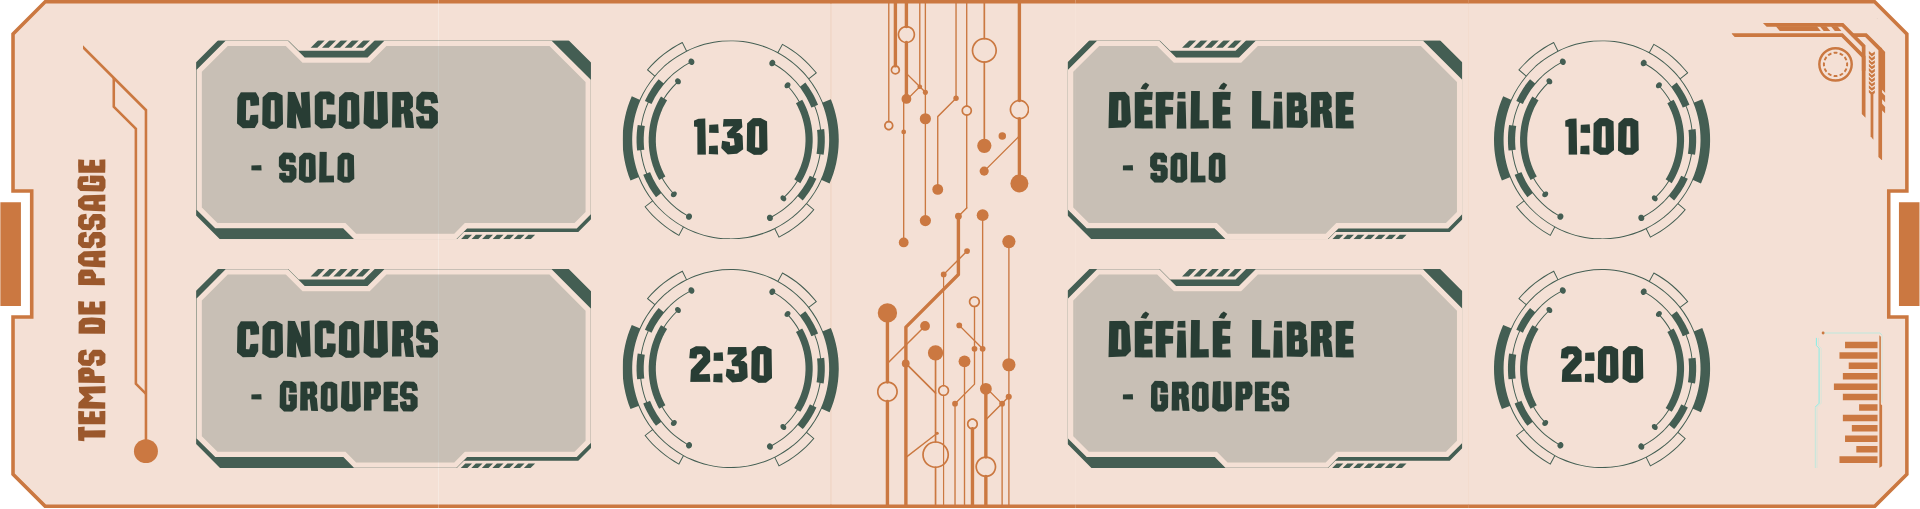 TEMPS DE PASSAGE
CONCOURS
- SOLO
1:30
DÉFiLÉ LiBRE
- SOLO
1:00
CONCOURS
- GROUPES
2:30
DÉFiLÉ LiBRE
- GROUPES
2:00